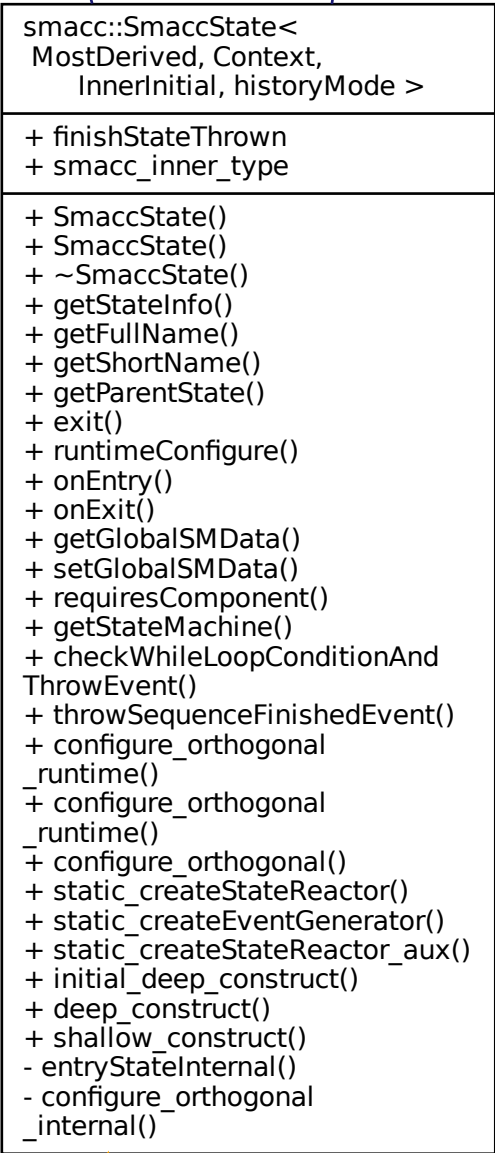 smacc::SmaccState<
MostDerived, Context,
InnerInitial, historyMode >
+ finishStateThrown
+ smacc_inner_type
+ SmaccState()
+ SmaccState()
+ ~SmaccState()
+ getStateInfo()
+ getFullName()
+ getShortName()
+ getParentState()
+ exit()
+ runtimeConfigure()
+ onEntry()
+ onExit()
+ getGlobalSMData()
+ setGlobalSMData()
+ requiresComponent()
+ getStateMachine()
+ checkWhileLoopConditionAnd
ThrowEvent()
+ throwSequenceFinishedEvent()
+ configure_orthogonal
_runtime()
+ configure_orthogonal
_runtime()
+ configure_orthogonal()
+ static_createStateReactor()
+ static_createEventGenerator()
+ static_createStateReactor_aux()
+ initial_deep_construct()
+ deep_construct()
+ shallow_construct()
- entryStateInternal()
- configure_orthogonal
_internal()